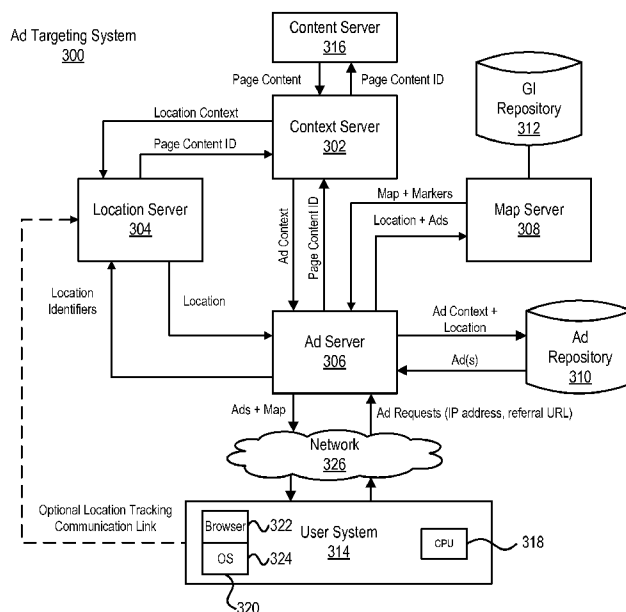 Ad Targeting System
300
Content Server
316
Page Content
Page Content ID
GI
Repository
312
Location Context
Context Server
302
Page Content ID
Location Server
304
Map + Markers
Location + Ads
Map Server
308
Ad Context
Page Content ID
Location
Identifiers
Location
Ad Server
306
Ad Context +
Location
Ad(s)
Ad
Repository
310
Ads + Map
Ad Requests (IP address, referral URL)
Network
326
Optional Location Tracking
Communication Link
Browser
322
OS
324
320
User System
314
CPU
318